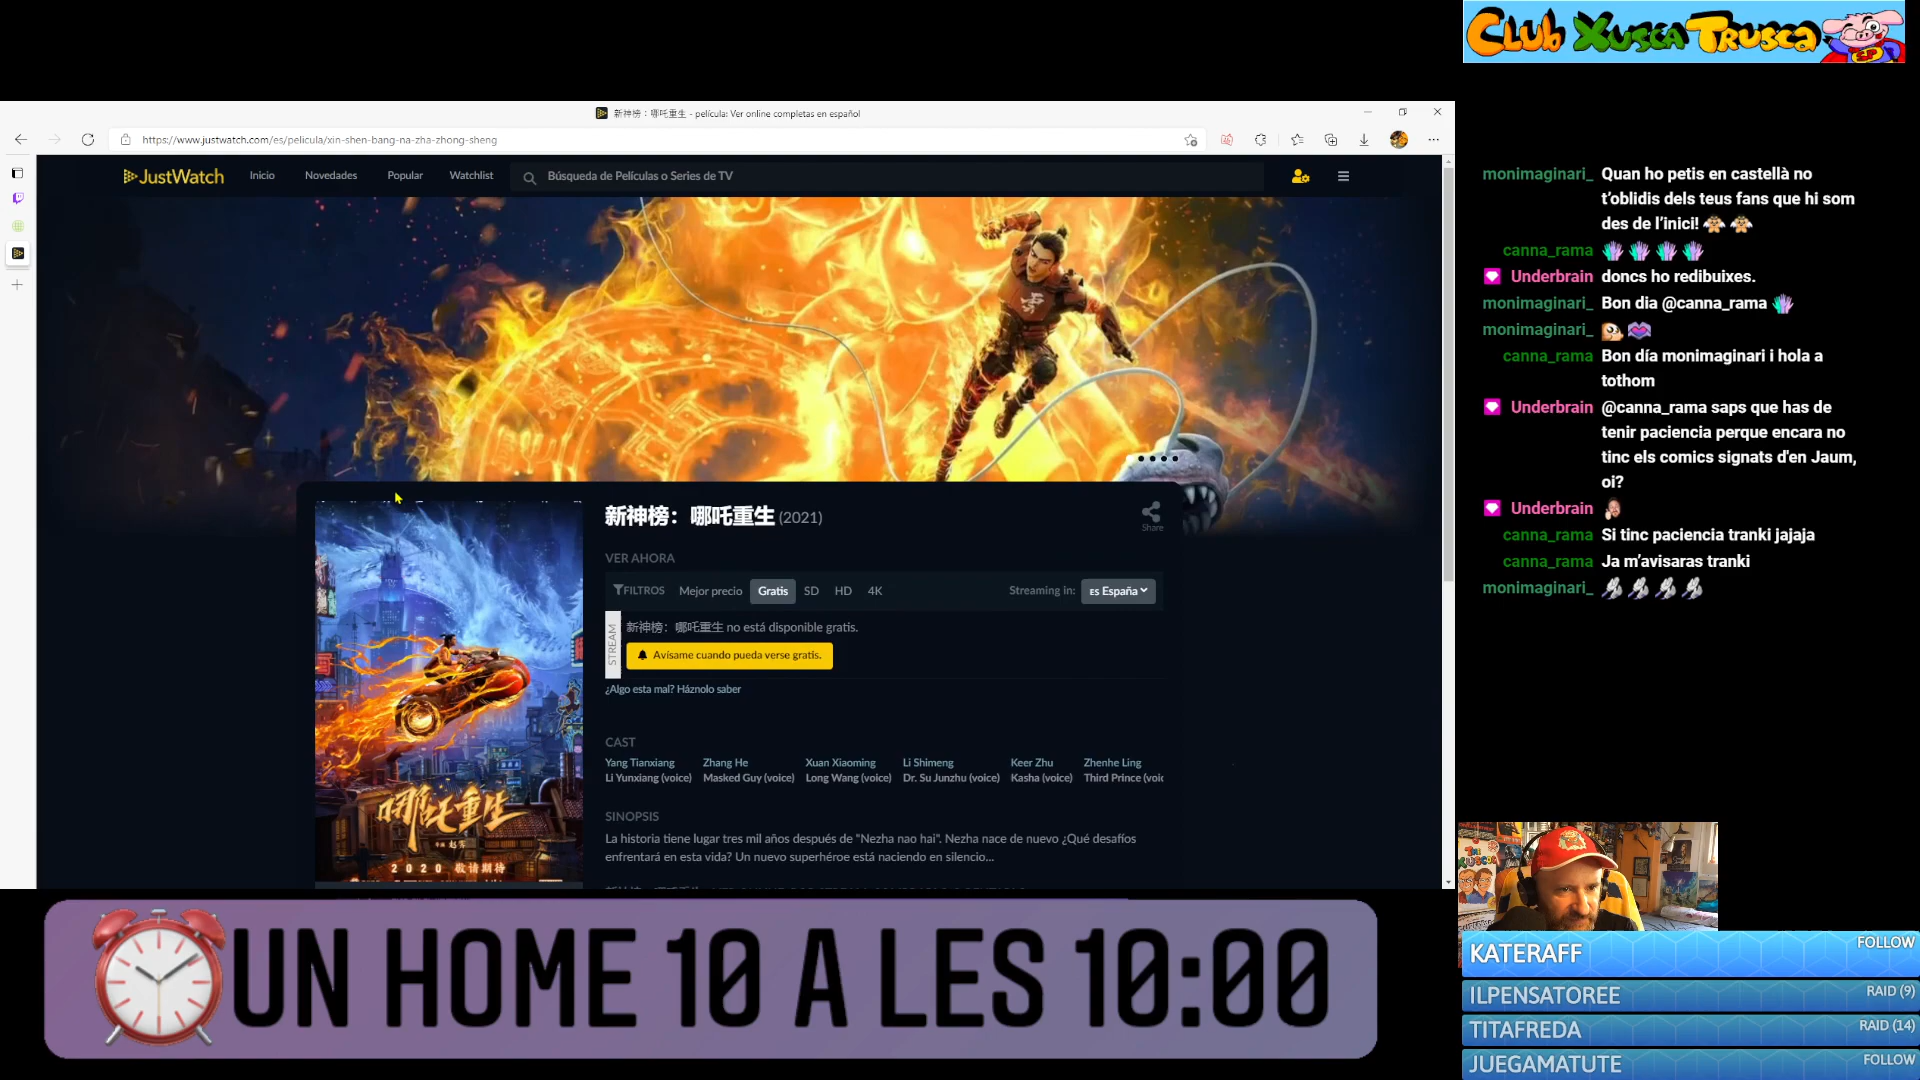 CLUB XUSCA TRUSCA
新神榜：哪吒重生 - película: Ver online completas en español
https://www.justwatch.com/es/pelicula/xin-shen-bang-na-zha-zhong-sheng
JustWatch
Inicio
Novedades
Popular
Watchlist
Búsqueda de Películas o Series de TV
新神榜：哪吒重生 (2021)
Share
VER AHORA
FILTROS
Mejor precio
Gratis
SD
HD
4K
Streaming in:
ES España
STREAM
新神榜：哪吒重生 no está disponible gratis.
Avísame cuando pueda verse gratis.
¿Algo esta mal? Háznolo saber
CAST
Yang Tianxiang
Li Yunxiang (voice)
Zhang He
Masked Guy (voice)
Xuan Xiaoming
Long Wang (voice)
Li Shimeng
Dr. Su Junzhu (voice)
Keer Zhu
Kasha (voice)
Zhenhe Ling
Third Prince (voic
SINOPSIS
La historia tiene lugar tres mil años después de "Nezha nao hai". Nezha nace de nuevo ¿Qué desafíos
enfrentará en esta vida? Un nuevo superhéroe está naciendo en silencio...
哪吒重生
2020 敬请期待
monimaginari_ Quan ho petis en castellà no
t'oblidis dels teus fans que hi som
des de l'inici!
canna_rama
Underbrain doncs ho redibuixes.
monimaginari_ Bon dia @canna_rama
monimaginari_
canna_rama Bon día monimaginari i hola a
tothom
Underbrain @canna_rama saps que has de
tenir paciencia perque encara no
tinc els comics signats d'en Jaum,
oi?
Underbrain
canna_rama Si tinc paciencia tranki jajaja
canna_rama Ja m'avisaras tranki
monimaginari_
UN HOME 10 A LES 10:00
KATERAFF FOLLOW
ILPENSATOREE RAID (9)
TITAFREDA RAID (14)
JUEGAMATUTE FOLLOW